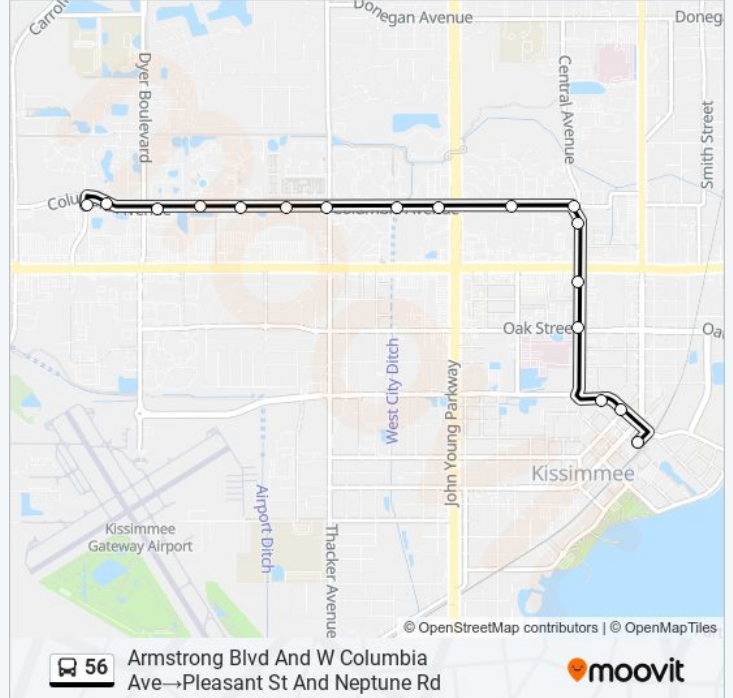 Carroll
Donegan Avenue
Doneg
Dyer Boulevard
Central Avenue
Smith Street
Columbia Avenue
Columbia Avenue
Oak Street
Oa
West City Ditch
John Young Parkway
Kissimmee
Kissimmee
Gateway Airport
Airport Ditch
Thacker Avenue
© OpenStreetMap contributors | © OpenMapTiles
56
Armstrong Blvd And W Columbia
Ave→Pleasant St And Neptune Rd
moovit